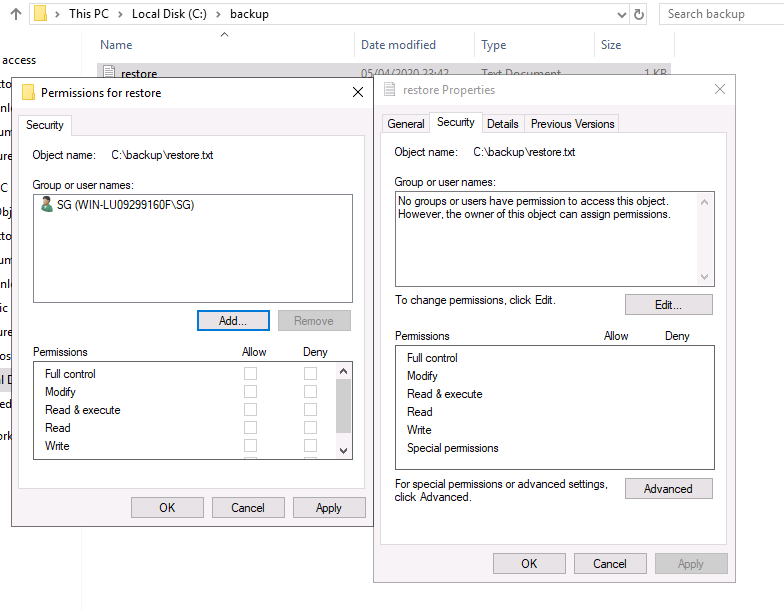 This PC > Local Disk (C:) > backup
Search backup
Name Date modified Type Size
access
restore 05/04/2020 23:42 Text Document 1 KB
Permissions for restore
Security
Object name: C:\backup\restore.txt
Group or user names:
SG (WIN-LU09299160F\SG)
Add... Remove
Permissions Allow Deny
Full control
Modify
Read & execute
Read
Write
OK Cancel Apply
restore Properties
General Security Details Previous Versions
Object name: C:\backup\restore.txt
Group or user names:
No groups or users have permission to access this object.
However, the owner of this object can assign permissions.
To change permissions, click Edit. Edit...
Permissions Allow Deny
Full control
Modify
Read & execute
Read
Write
Special permissions
For special permissions or advanced settings,
click Advanced.
Advanced
OK Cancel Apply